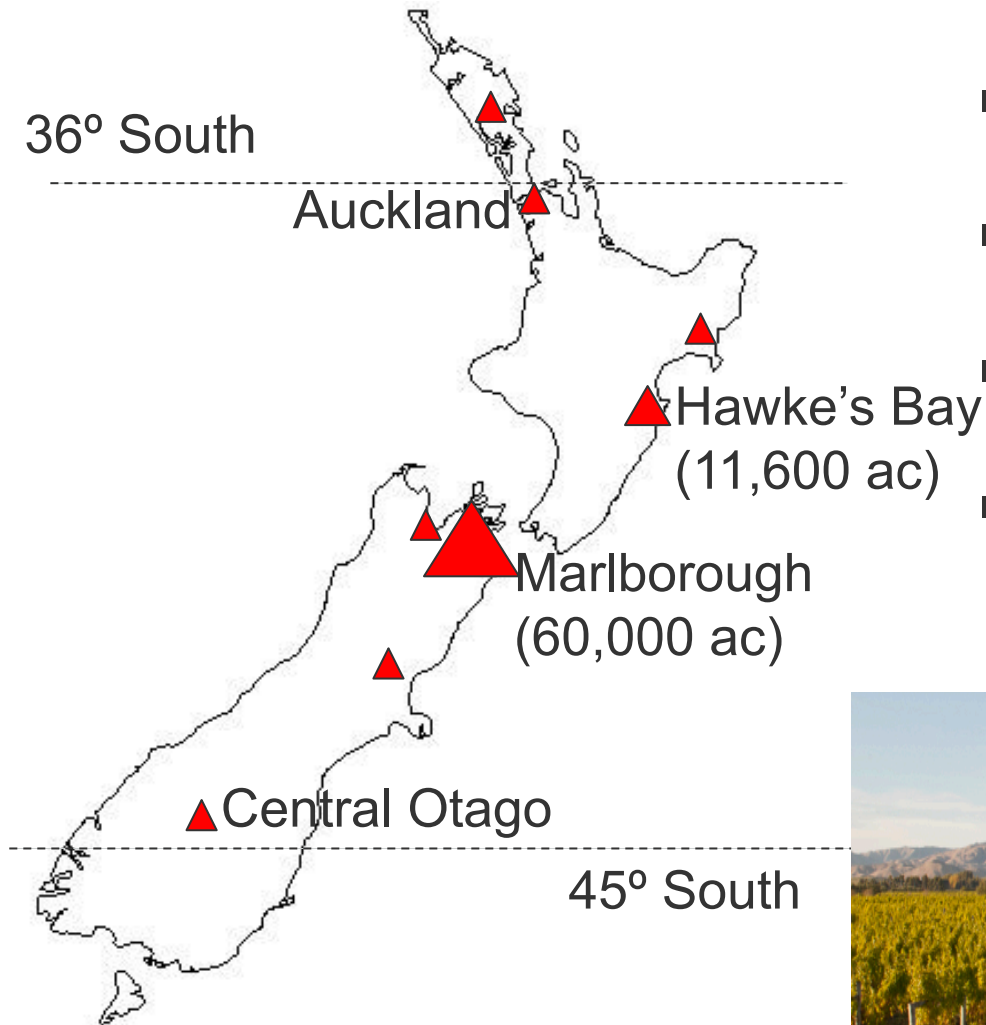 36º South
Auckland
Hawke’s Bay
(11,600 ac)
Marlborough
(60,000 ac)
Central Otago
45º South